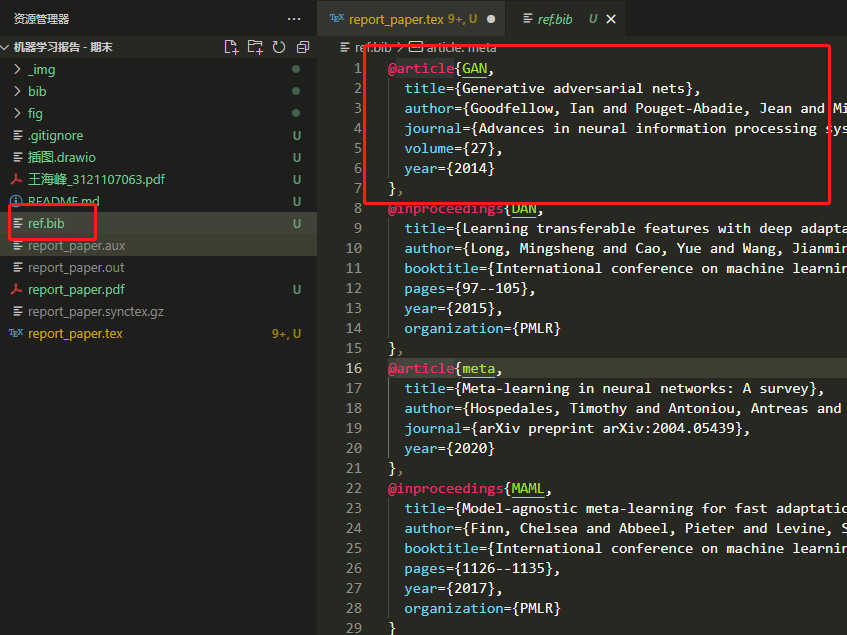 资源管理器
机器学习报告 - 期末
_img
bib
fig
.gitignore U
插图.drawio U
王海峰_3121107063.pdf U
README.md U
ref.bib U
report_paper.aux
report_paper.out
report_paper.pdf U
report_paper.synctex.gz
TEX report_paper.tex 9+, U
TEX report_paper.tex 9+, U
ref.bib U
ref.bib > article: meta
1 @article{GAN,
2 title={Generative adversarial nets},
3 author={Goodfellow, Ian and Pouget-Abadie, Jean and Mi
4 journal={Advances in neural information processing sys
5 volume={27},
6 year={2014}
7 },
8 @inproceedings{DAN,
9 title={Learning transferable features with deep adapta
10 author={Long, Mingsheng and Cao, Yue and Wang, Jianmin
11 booktitle={International conference on machine learnin
12 pages={97--105},
13 year={2015},
14 organization={PMLR}
15 },
16 @article{meta,
17 title={Meta-learning in neural networks: A survey},
18 author={Hospedales, Timothy and Antoniou, Antreas and
19 journal={arXiv preprint arXiv:2004.05439},
20 year={2020}
21 },
22 @inproceedings{MAML,
23 title={Model-agnostic meta-learning for fast adaptatio
24 author={Finn, Chelsea and Abbeel, Pieter and Levine, S
25 booktitle={International conference on machine learnin
26 pages={1126--1135},
27 year={2017},
28 organization={PMLR}
29 }